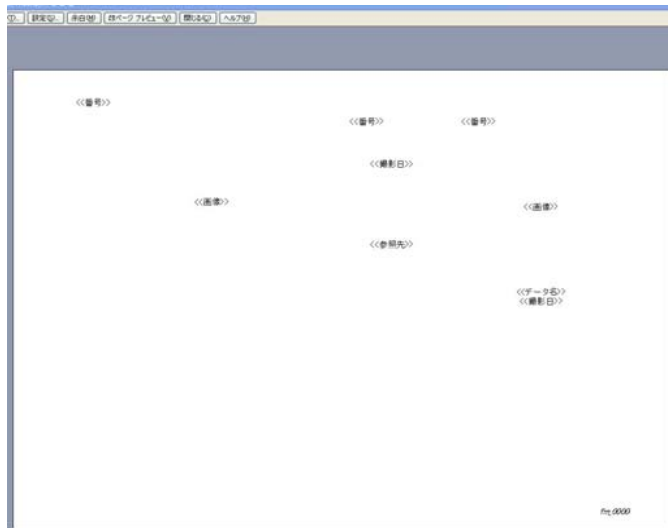 設定(S)... 余白(M) 改ページ プレビュー(V) 閉じる(C) ヘルプ(H)
<<番号>>
<<番号>> <<番号>>
<<撮影日>>
<<画像>>
<<画像>>
<<参照先>>
<<データ名>>
<<撮影日>>